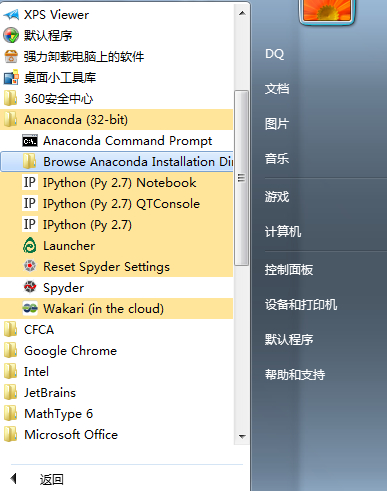 XPS Viewer
默认程序
强力卸载电脑上的软件
桌面小工具库
360安全中心
Anaconda (32-bit)
Anaconda Command Prompt
Browse Anaconda Installation Dir
IP IPython (Py 2.7) Notebook
IP IPython (Py 2.7) QTConsole
IP IPython (Py 2.7)
Launcher
Reset Spyder Settings
Spyder
Wakari (in the cloud)
CFCA
Google Chrome
Intel
JetBrains
MathType 6
Microsoft Office
返回
DQ
文档
图片
音乐
游戏
计算机
控制面板
设备和打印机
默认程序
帮助和支持